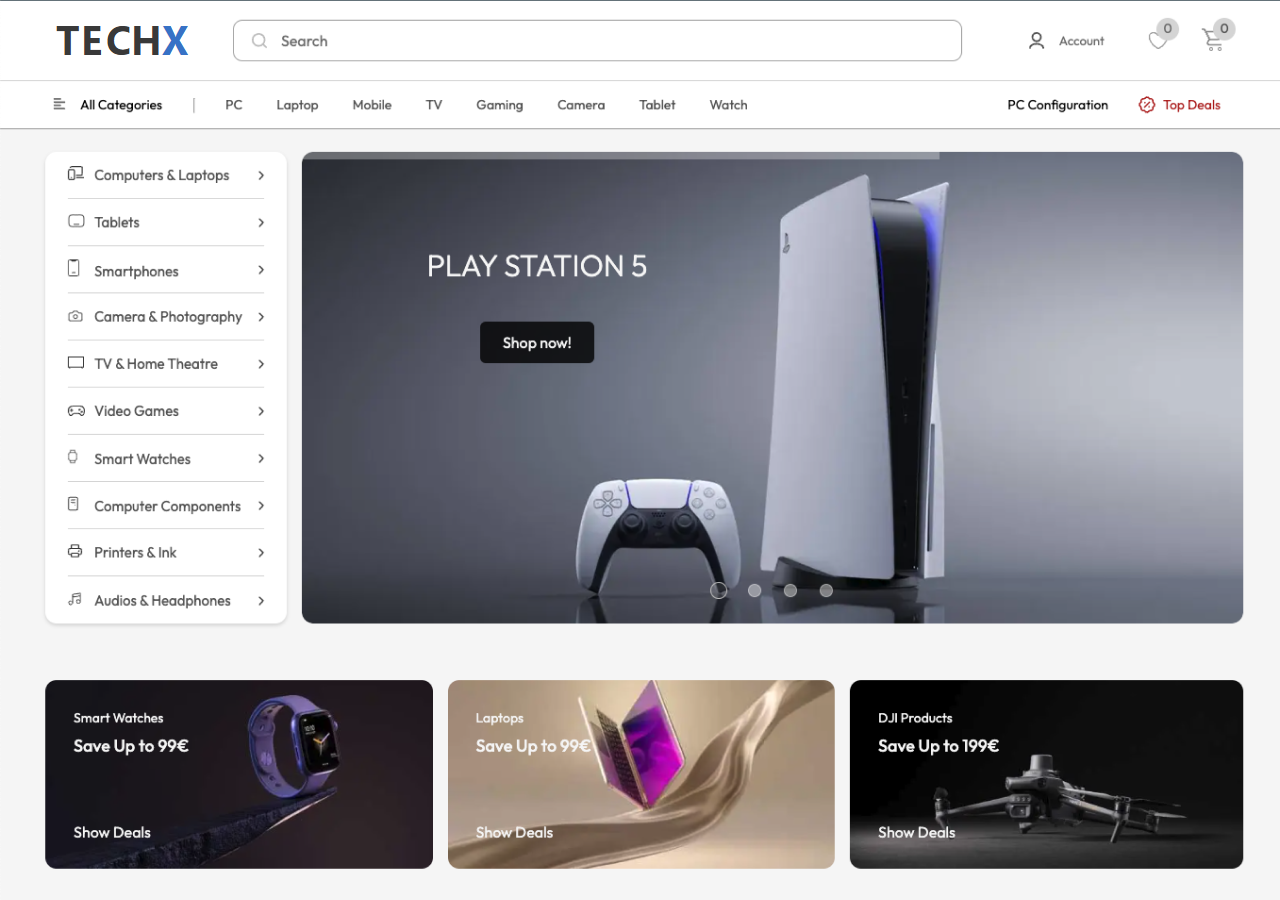 TECHX
Search
Account
0
0
All Categories
PC
Laptop
Mobile
TV
Gaming
Camera
Tablet
Watch
PC Configuration
Top Deals
Computers & Laptops
Tablets
Smartphones
Camera & Photography
TV & Home Theatre
Video Games
Smart Watches
Computer Components
Printers & Ink
Audios & Headphones
PLAY STATION 5
Shop now!
Smart Watches
Save Up to 99€
Show Deals
Laptops
Save Up to 99€
Show Deals
DJI Products
Save Up to 199€
Show Deals